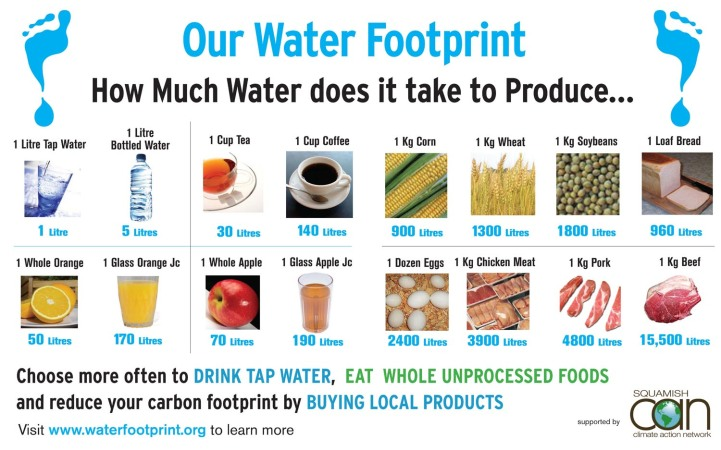 Our Water Footprint
How Much Water does it take to Produce...
1 Litre Tap Water
1 Litre
Bottled Water
1 Cup Tea
1 Cup Coffee
1 Kg Corn
1 Kg Wheat
1 Kg Soybeans
1 Loaf Bread
1 Litre
5 Litres
30 Litres
140 Litres
900 Litres
1300 Litres
1800 Litres
960 Litres
1 Whole Orange
1 Glass Orange Jc
1 Whole Apple
1 Glass Apple Jc
1 Dozen Eggs
1 Kg Chicken Meat
1 Kg Pork
1 Kg Beef
50 Litres
170 Litres
70 Litres
190 Litres
2400 Litres
3900 Litres
4800 Litres
15,500 Litres
Choose more often to DRINK TAP WATER, EAT WHOLE UNPROCESSED FOODS
and reduce your carbon footprint by BUYING LOCAL PRODUCTS
Visit www.waterfootprint.org to learn more
supported by
SQUAMISH
can
climate action network